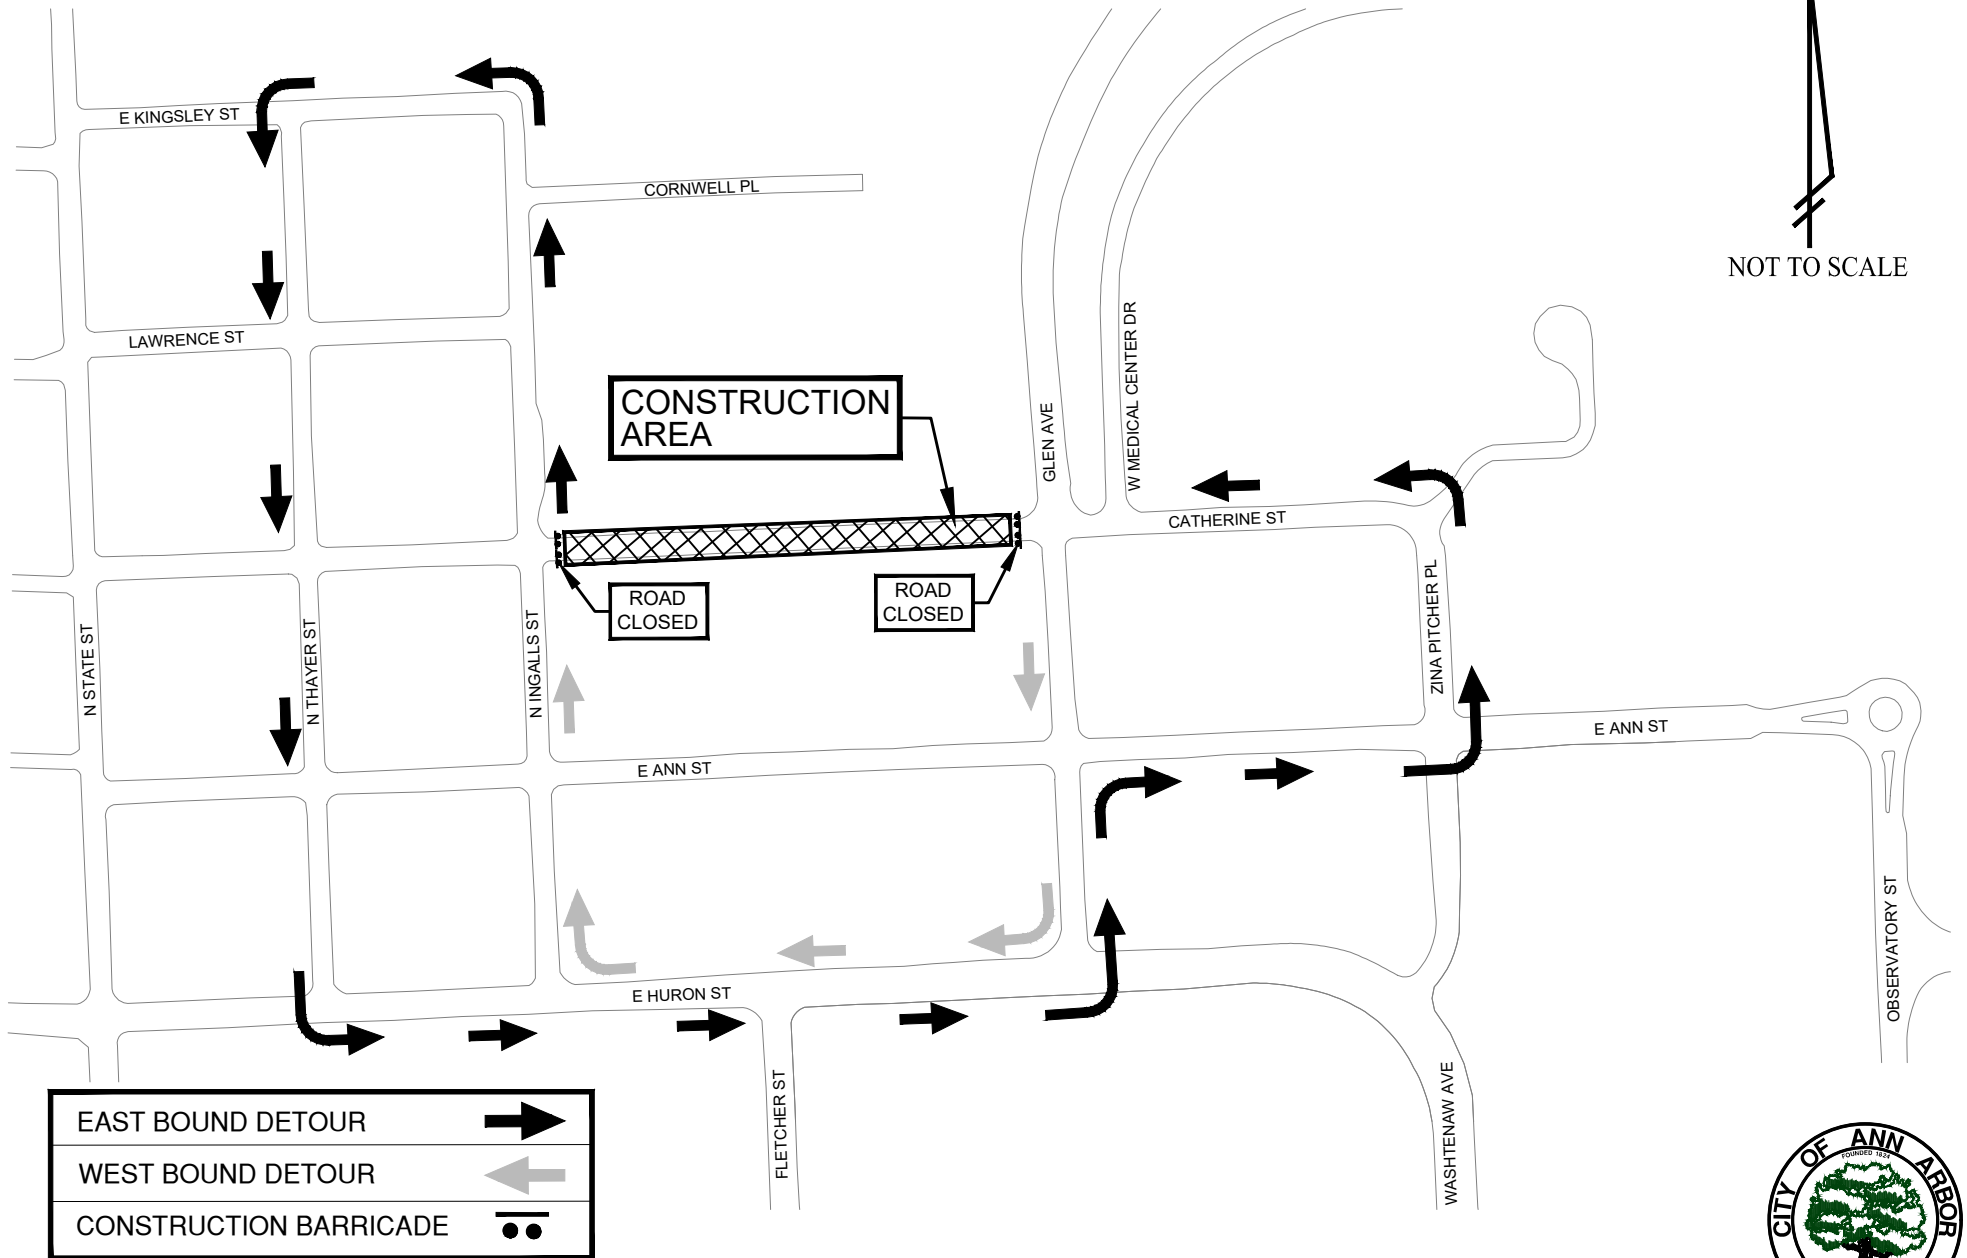 E KINGSLEY ST
CORNWELL PL
NOT TO SCALE
LAWRENCE ST
W MEDICAL CENTER DR
CONSTRUCTION
AREA
GLEN AVE
CATHERINE ST
ROAD
CLOSED
ROAD
CLOSED
ZINA PITCHER PL
N STATE ST
N THAYER ST
N INGALLS ST
E ANN ST
E ANN ST
OBSERVATORY ST
E HURON ST
FLETCHER ST
WASHTENAW AVE
EAST BOUND DETOUR
WEST BOUND DETOUR
CONSTRUCTION BARRICADE
CITY OF ANN ARBOR
FOUNDED 1824